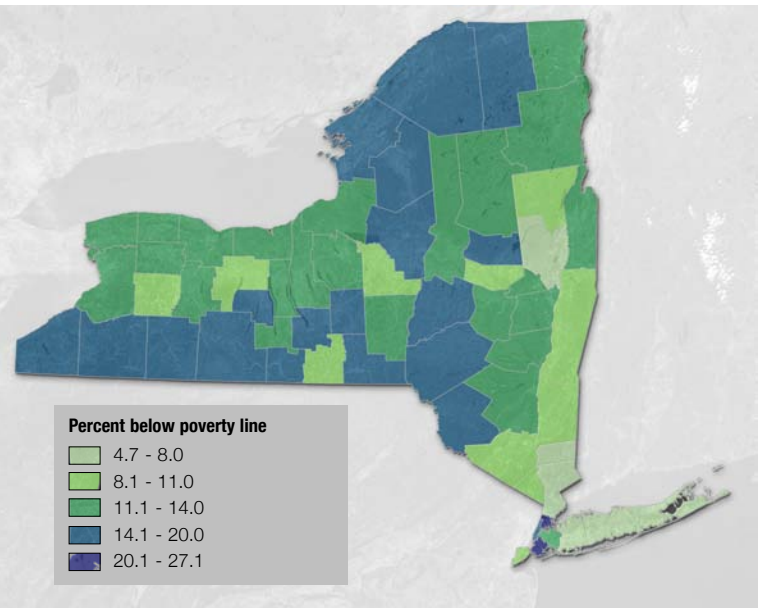 Percent below poverty line
4.7 - 8.0
8.1 - 11.0
11.1 - 14.0
14.1 - 20.0
20.1 - 27.1